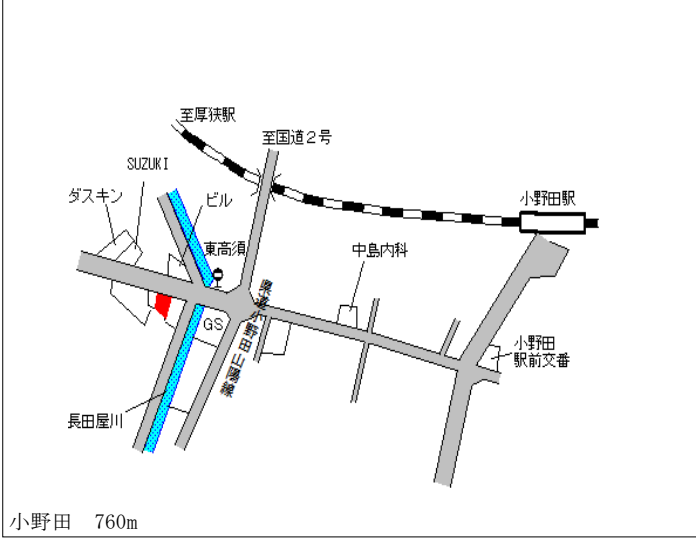 至厚狭駅
至国道2号
SUZUKI
ダスキン
ビル
小野田駅
東高須
中島内科
県道小野田山陽線
GS
小野田
駅前交番
長田屋川
小野田 760m